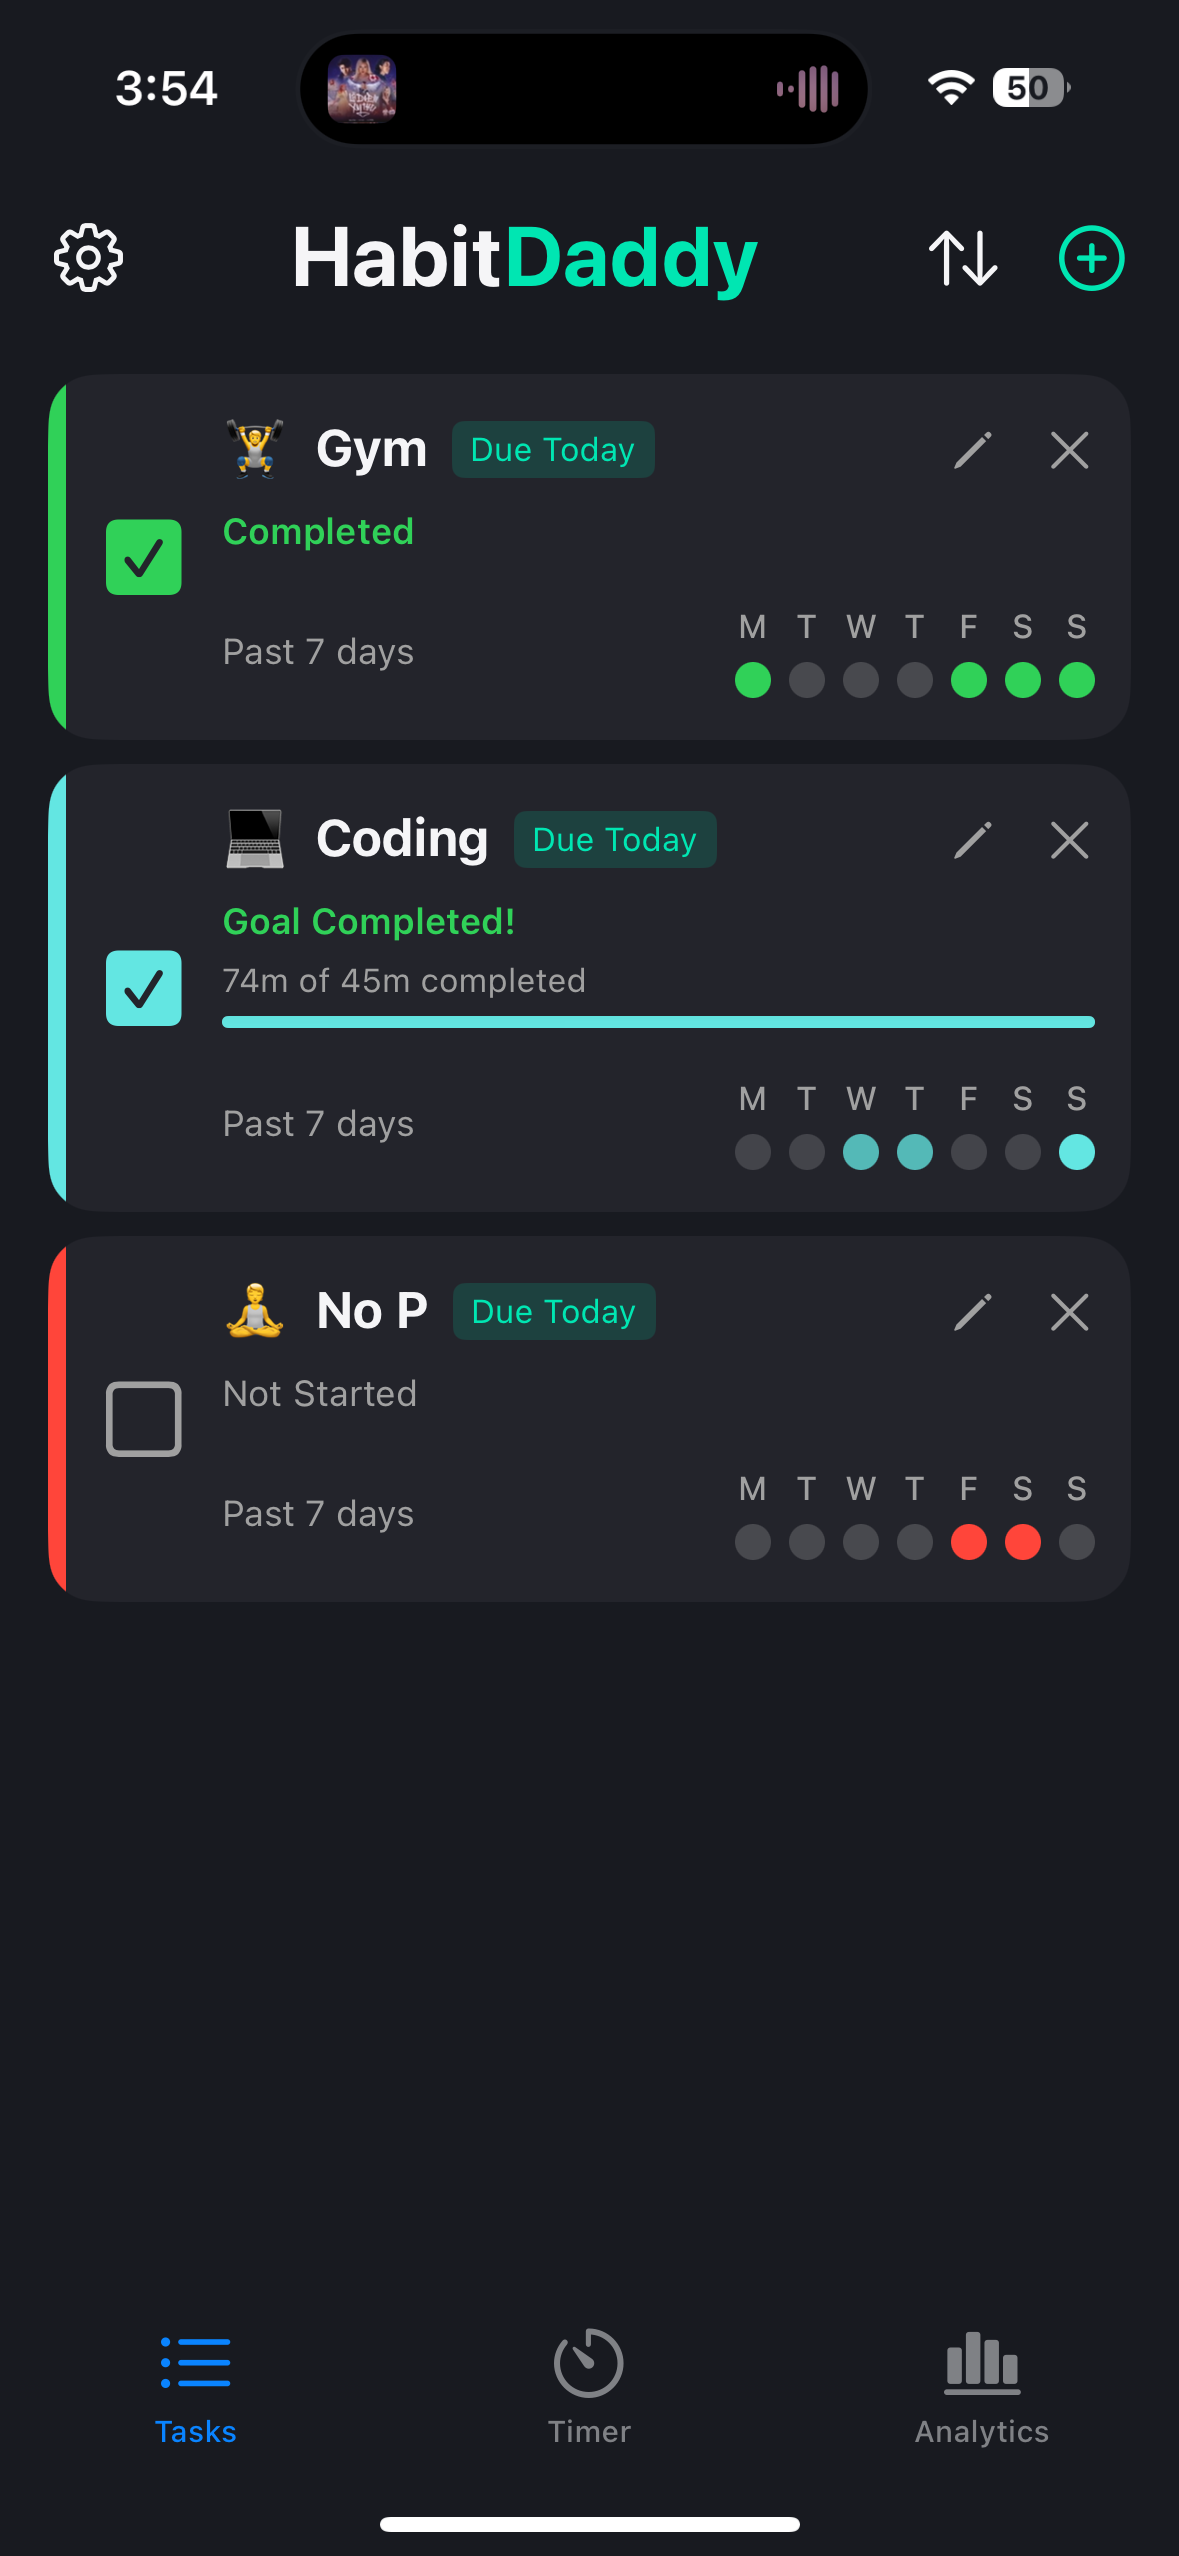 3:54
50
HabitDaddy
Gym Due Today
Completed
M T W T F S S
Past 7 days
Coding Due Today
Goal Completed!
74m of 45m completed
M T W T F S S
Past 7 days
No P Due Today
Not Started
M T W T F S S
Past 7 days
Tasks Timer Analytics